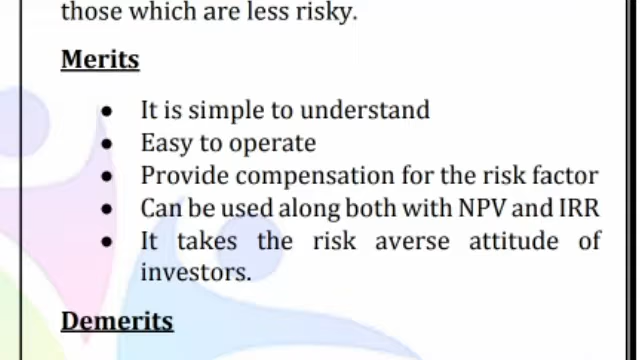 those which are less risky.
Merits
• It is simple to understand
• Easy to operate
• Provide compensation for the risk factor
• Can be used along both with NPV and IRR
• It takes the risk averse attitude of
investors.
Demerits